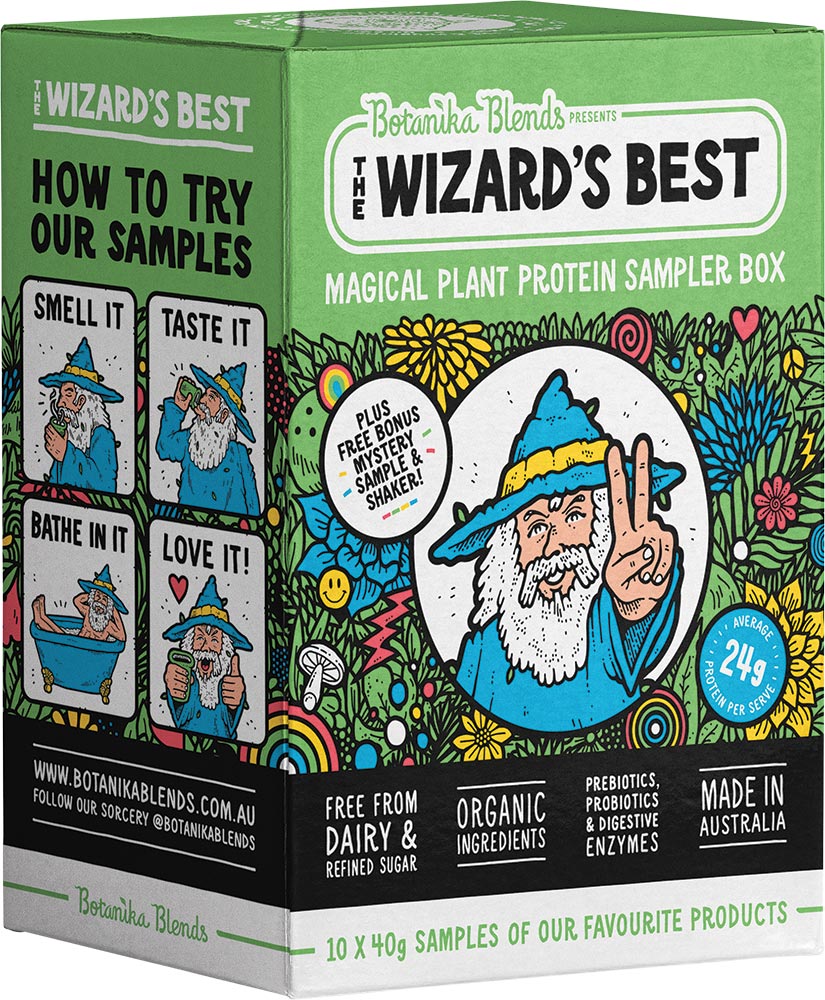 THE WIZARD'S BEST
HOW TO TRY
OUR SAMPLES
SMELL IT
TASTE IT
BATHE IN IT
LOVE IT!
WWW.BOTANIKABLENDS.COM.AU
FOLLOW OUR SORCERY @BOTANIKABLENDS
Botanika Blends
Botanika Blends PRESENTS
THE WIZARD'S BEST
MAGICAL PLANT PROTEIN SAMPLER BOX
PLUS
FREE BONUS
MYSTERY
SAMPLE &
SHAKER!
AVERAGE
24g
PROTEIN PER SERVE
FREE FROM
DAIRY &
REFINED SUGAR
ORGANIC
INGREDIENTS
PREBIOTICS,
PROBIOTICS
& DIGESTIVE
ENZYMES
MADE IN
AUSTRALIA
10 X 40g SAMPLES OF OUR FAVOURITE PRODUCTS